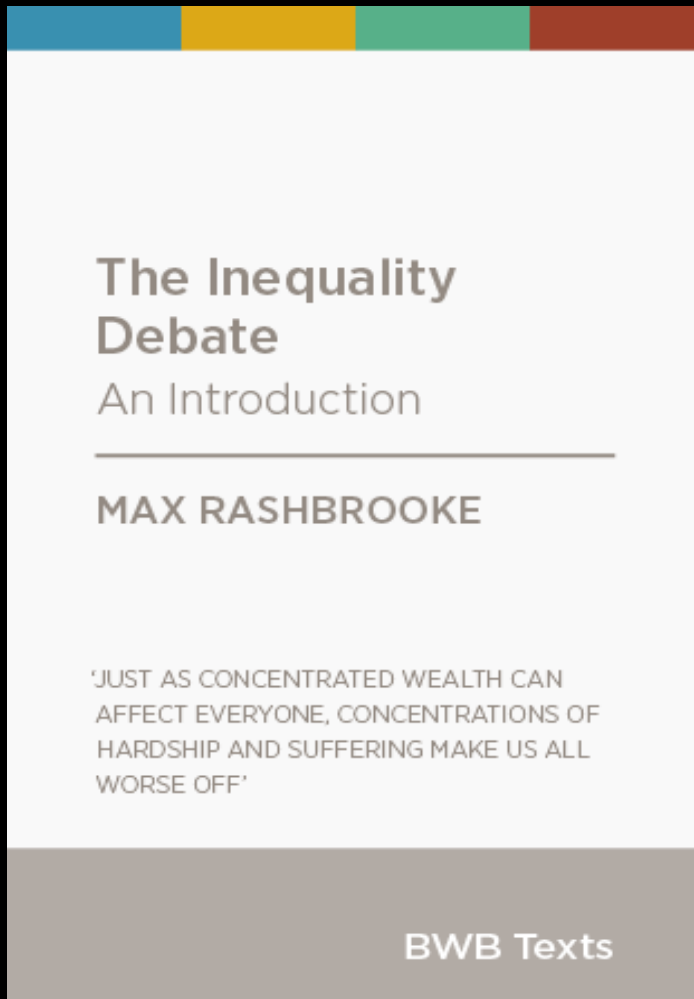 The Inequality
Debate
An Introduction
MAX RASHBROOKE
‘JUST AS CONCENTRATED WEALTH CAN
AFFECT EVERYONE, CONCENTRATIONS OF
HARDSHIP AND SUFFERING MAKE US ALL
WORSE OFF’
BWB Texts